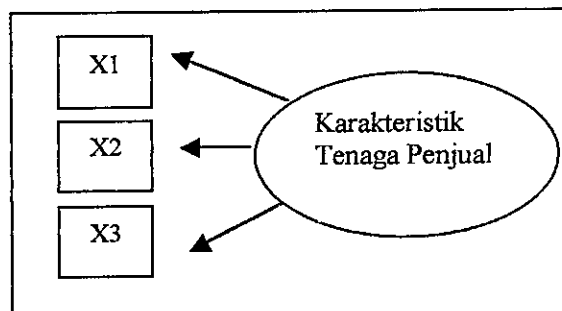 X1
X2
X3
Karakteristik
Tenaga Penjual